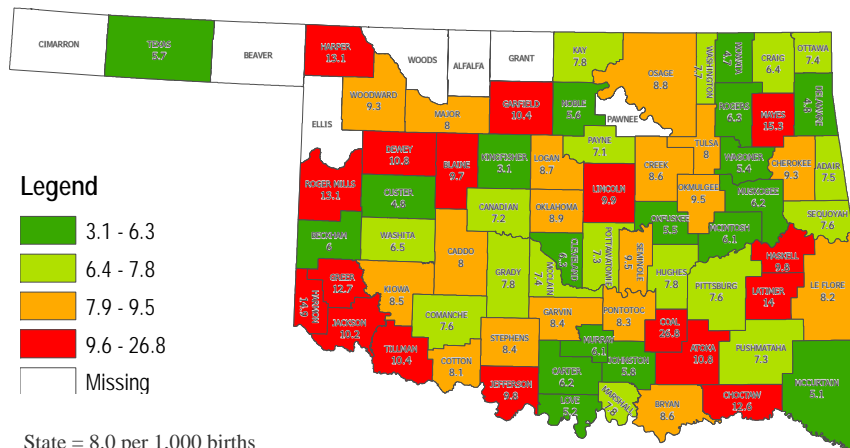 CIMARRON
TEXAS
5.7
BEAVER
HARPER
13.1
WOODS
ALFALFA
GRANT
KAY
7.8
OSAGE
8.8
WASHINGTON
7.7
NOWATA
4.7
CRAIG
6.4
OTTAWA
7.4
WOODWARD
9.3
MAJOR
8
GARFIELD
10.4
NOBLE
5.6
PAWNEE
ROGERS
6.3
MAYES
15.3
DELAWARE
4.8
ELLIS
DEWEY
10.8
BLAINE
9.7
KINGFISHER
3.1
LOGAN
8.7
PAYNE
7.1
CREEK
8.6
TULSA
8
WAGONER
5.4
CHEROKEE
9.3
ADAIR
7.5
ROGER MILLS
13.1
CUSTER
4.8
CANADIAN
7.2
OKLAHOMA
8.9
LINCOLN
9.9
OKMULGEE
9.5
MUSKOGEE
6.2
SEQUOYAH
7.6
Legend
3.1 - 6.3
6.4 - 7.8
7.9 - 9.5
9.6 - 26.8
Missing
BECKHAM
6
WASHITA
6.5
CADDO
8
GRADY
7.8
MCCLAIN
7.4
CLEVELAND
POTTAWATOMIE
7.3
SEMINOLE
9.5
OKFUSKEE
5.5
MCINTOSH
6.1
HASKELL
9.8
HUGHES
7.8
PITTSBURG
7.6
LATIMER
14
LE FLORE
8.2
GREER
12.7
HARMON
KIOWA
8.5
JACKSON
10.2
COMANCHE
7.6
TILLMAN
10.4
COTTON
8.1
STEPHENS
8.4
GARVIN
8.4
PONTOTOC
8.3
COAL
26.8
ATOKA
10.8
PUSHMATAHA
7.3
MURRAY
6.1
JOHNSTON
CARTER
6.2
JEFFERSON
9.8
LOVE
5.2
MARSHALL
7.8
BRYAN
8.6
CHOCTAW
12.6
MCCURTAIN
5.1
State = 8.0 per 1,000 births